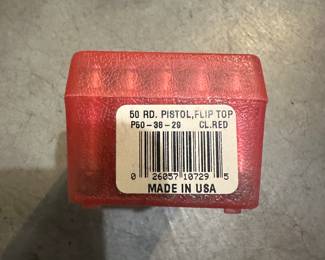 50 RD. PISTOL,FLIP TOP
P50-38-29 CL.RED
0 26057 10729 5
MADE IN USA